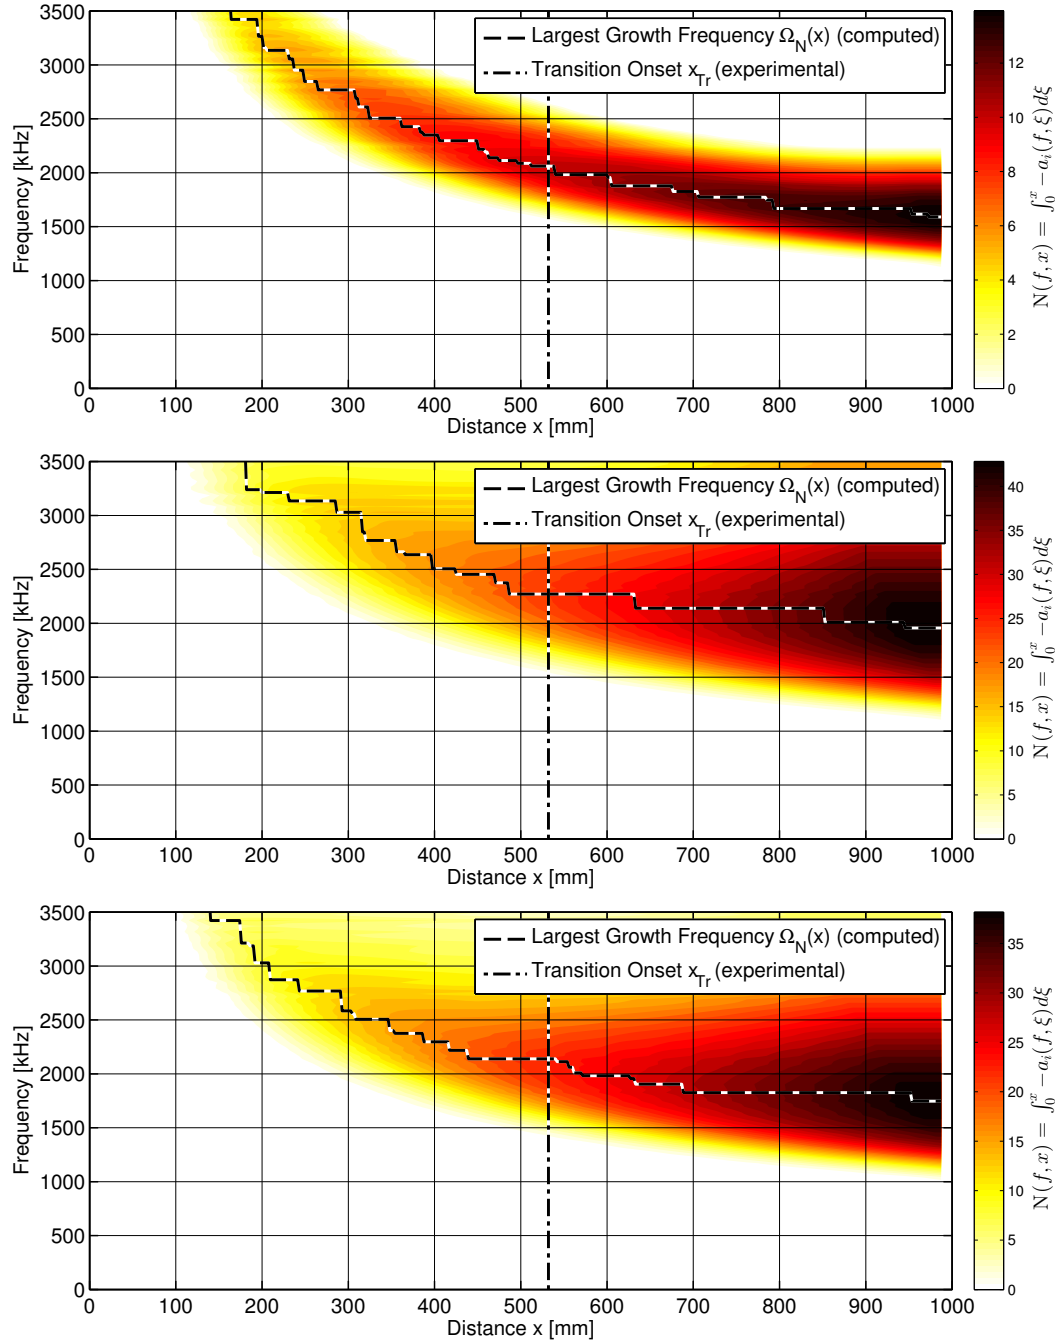 3500
3000
2500
2000
1500
1000
500
0
Frequency [kHz]
Largest Growth Frequency Ω_N(x) (computed)
Transition Onset x_Tr (experimental)
0 100 200 300 400 500 600 700 800 900 1000
Distance x [mm]
12
10
8
6
4
2
0
N(f, x) = ∫_0^x −a_i(f, ξ)dξ
3500
3000
2500
2000
1500
1000
500
0
Frequency [kHz]
Largest Growth Frequency Ω_N(x) (computed)
Transition Onset x_Tr (experimental)
0 100 200 300 400 500 600 700 800 900 1000
Distance x [mm]
40
35
30
25
20
15
10
5
0
N(f, x) = ∫_0^x −a_i(f, ξ)dξ
3500
3000
2500
2000
1500
1000
500
0
Frequency [kHz]
Largest Growth Frequency Ω_N(x) (computed)
Transition Onset x_Tr (experimental)
0 100 200 300 400 500 600 700 800 900 1000
Distance x [mm]
35
30
25
20
15
10
5
0
N(f, x) = ∫_0^x −a_i(f, ξ)dξ